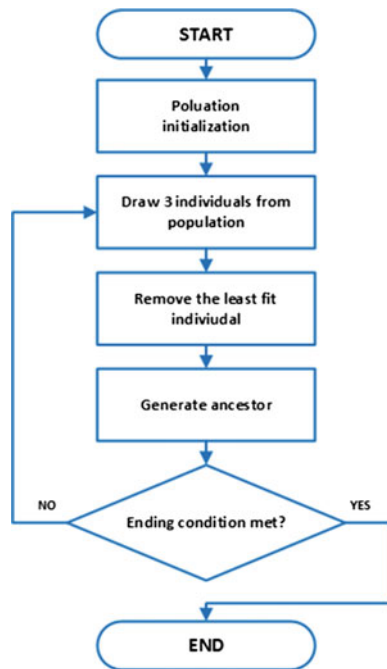 START
Poluation
initialization
Draw 3 individuals from
population
Remove the least fit
indiviudal
Generate ancestor
NO
YES
Ending condition met?
END